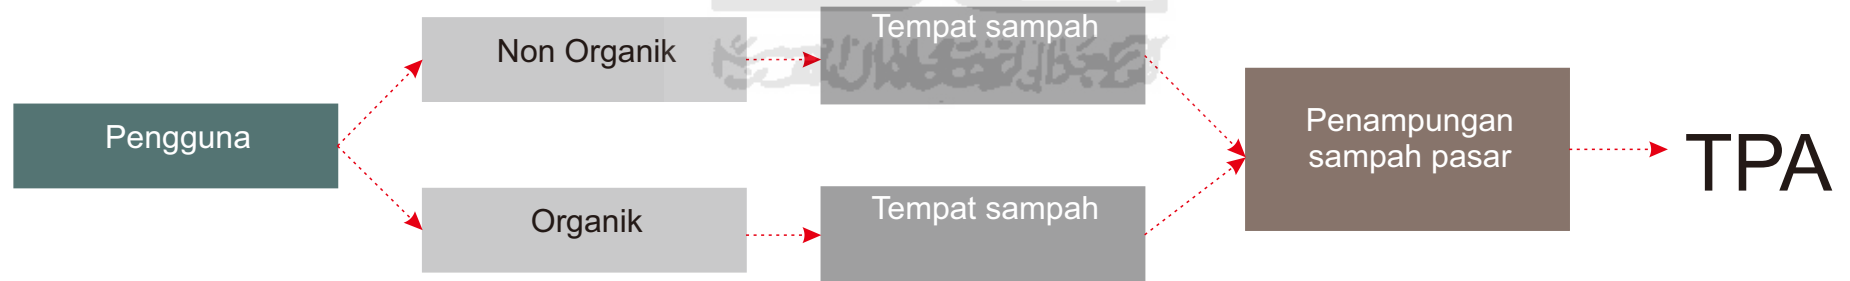 Pengguna
Non Organik
Tempat sampah
Organik
Tempat sampah
Penampungan
sampah pasar
TPA